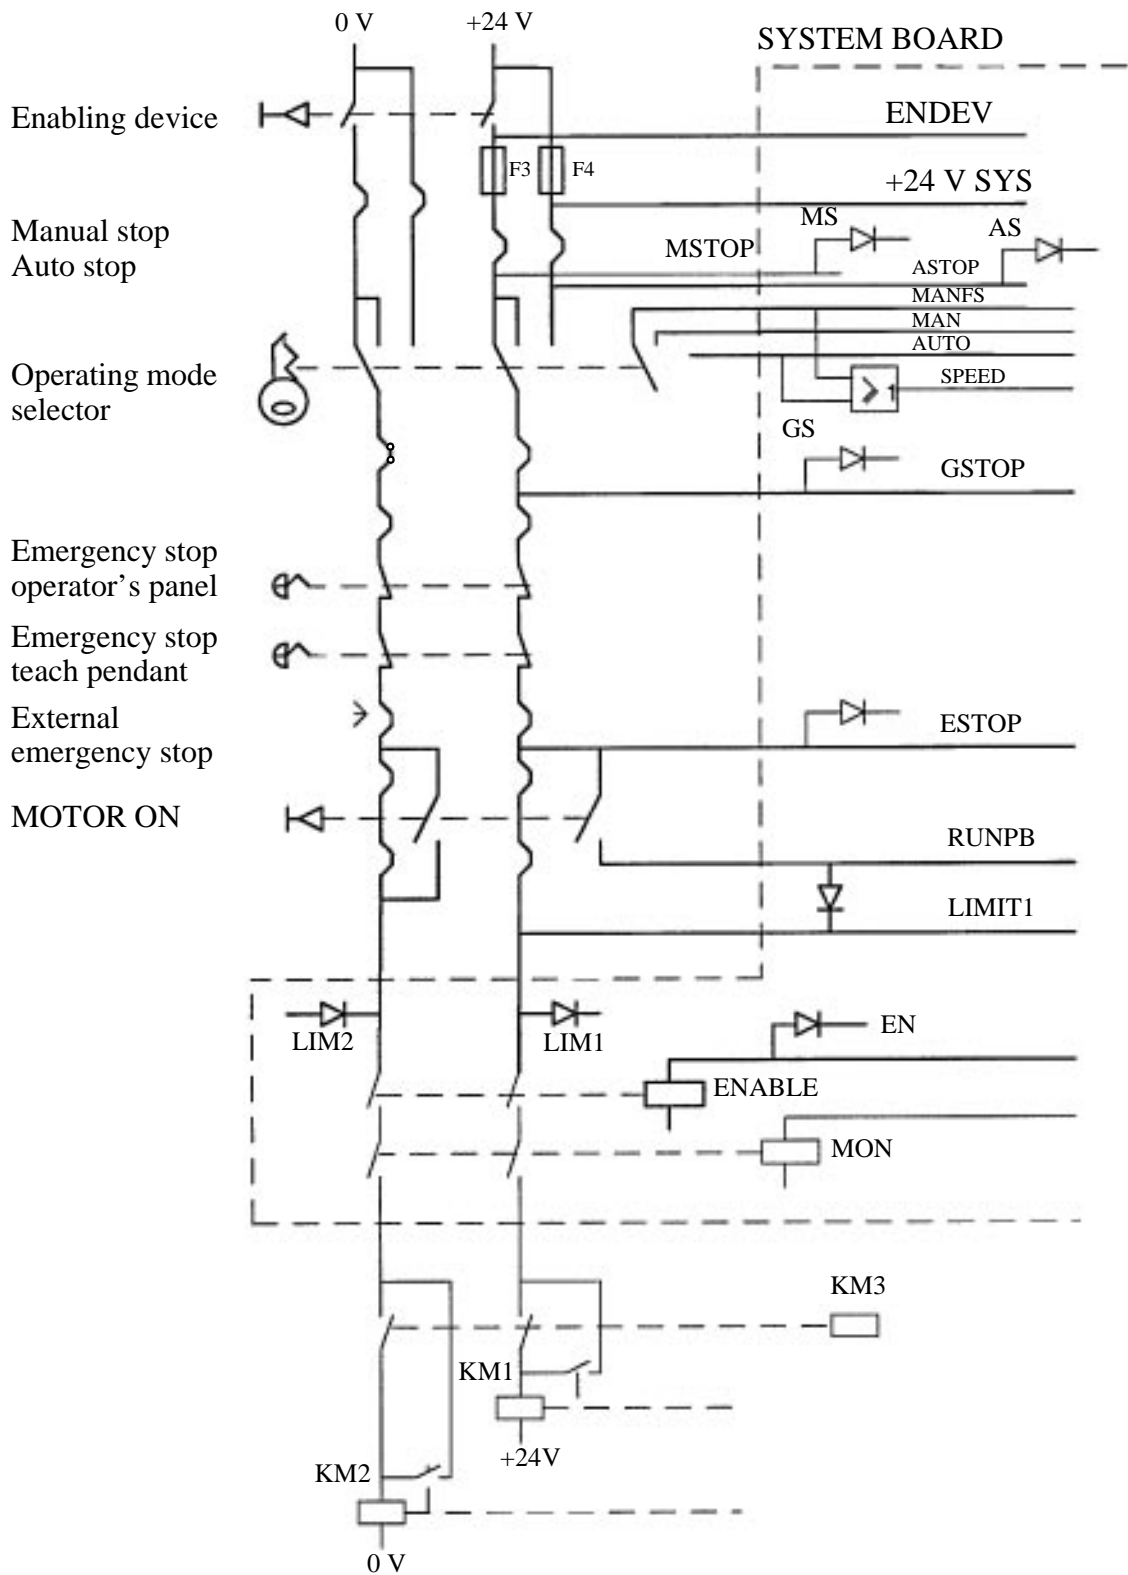 0 V
+24 V
SYSTEM BOARD
Enabling device
ENDEV
F3
F4
+24 V SYS
Manual stop
Auto stop
MS
AS
MSTOP
ASTOP
MANFS
MAN
AUTO
Operating mode
selector
SPEED
> 1
GS
GSTOP
Emergency stop
operator’s panel
Emergency stop
teach pendant
External
emergency stop
ESTOP
MOTOR ON
RUNPB
LIMIT1
LIM2
LIM1
EN
ENABLE
MON
KM3
KM1
+24V
KM2
0 V